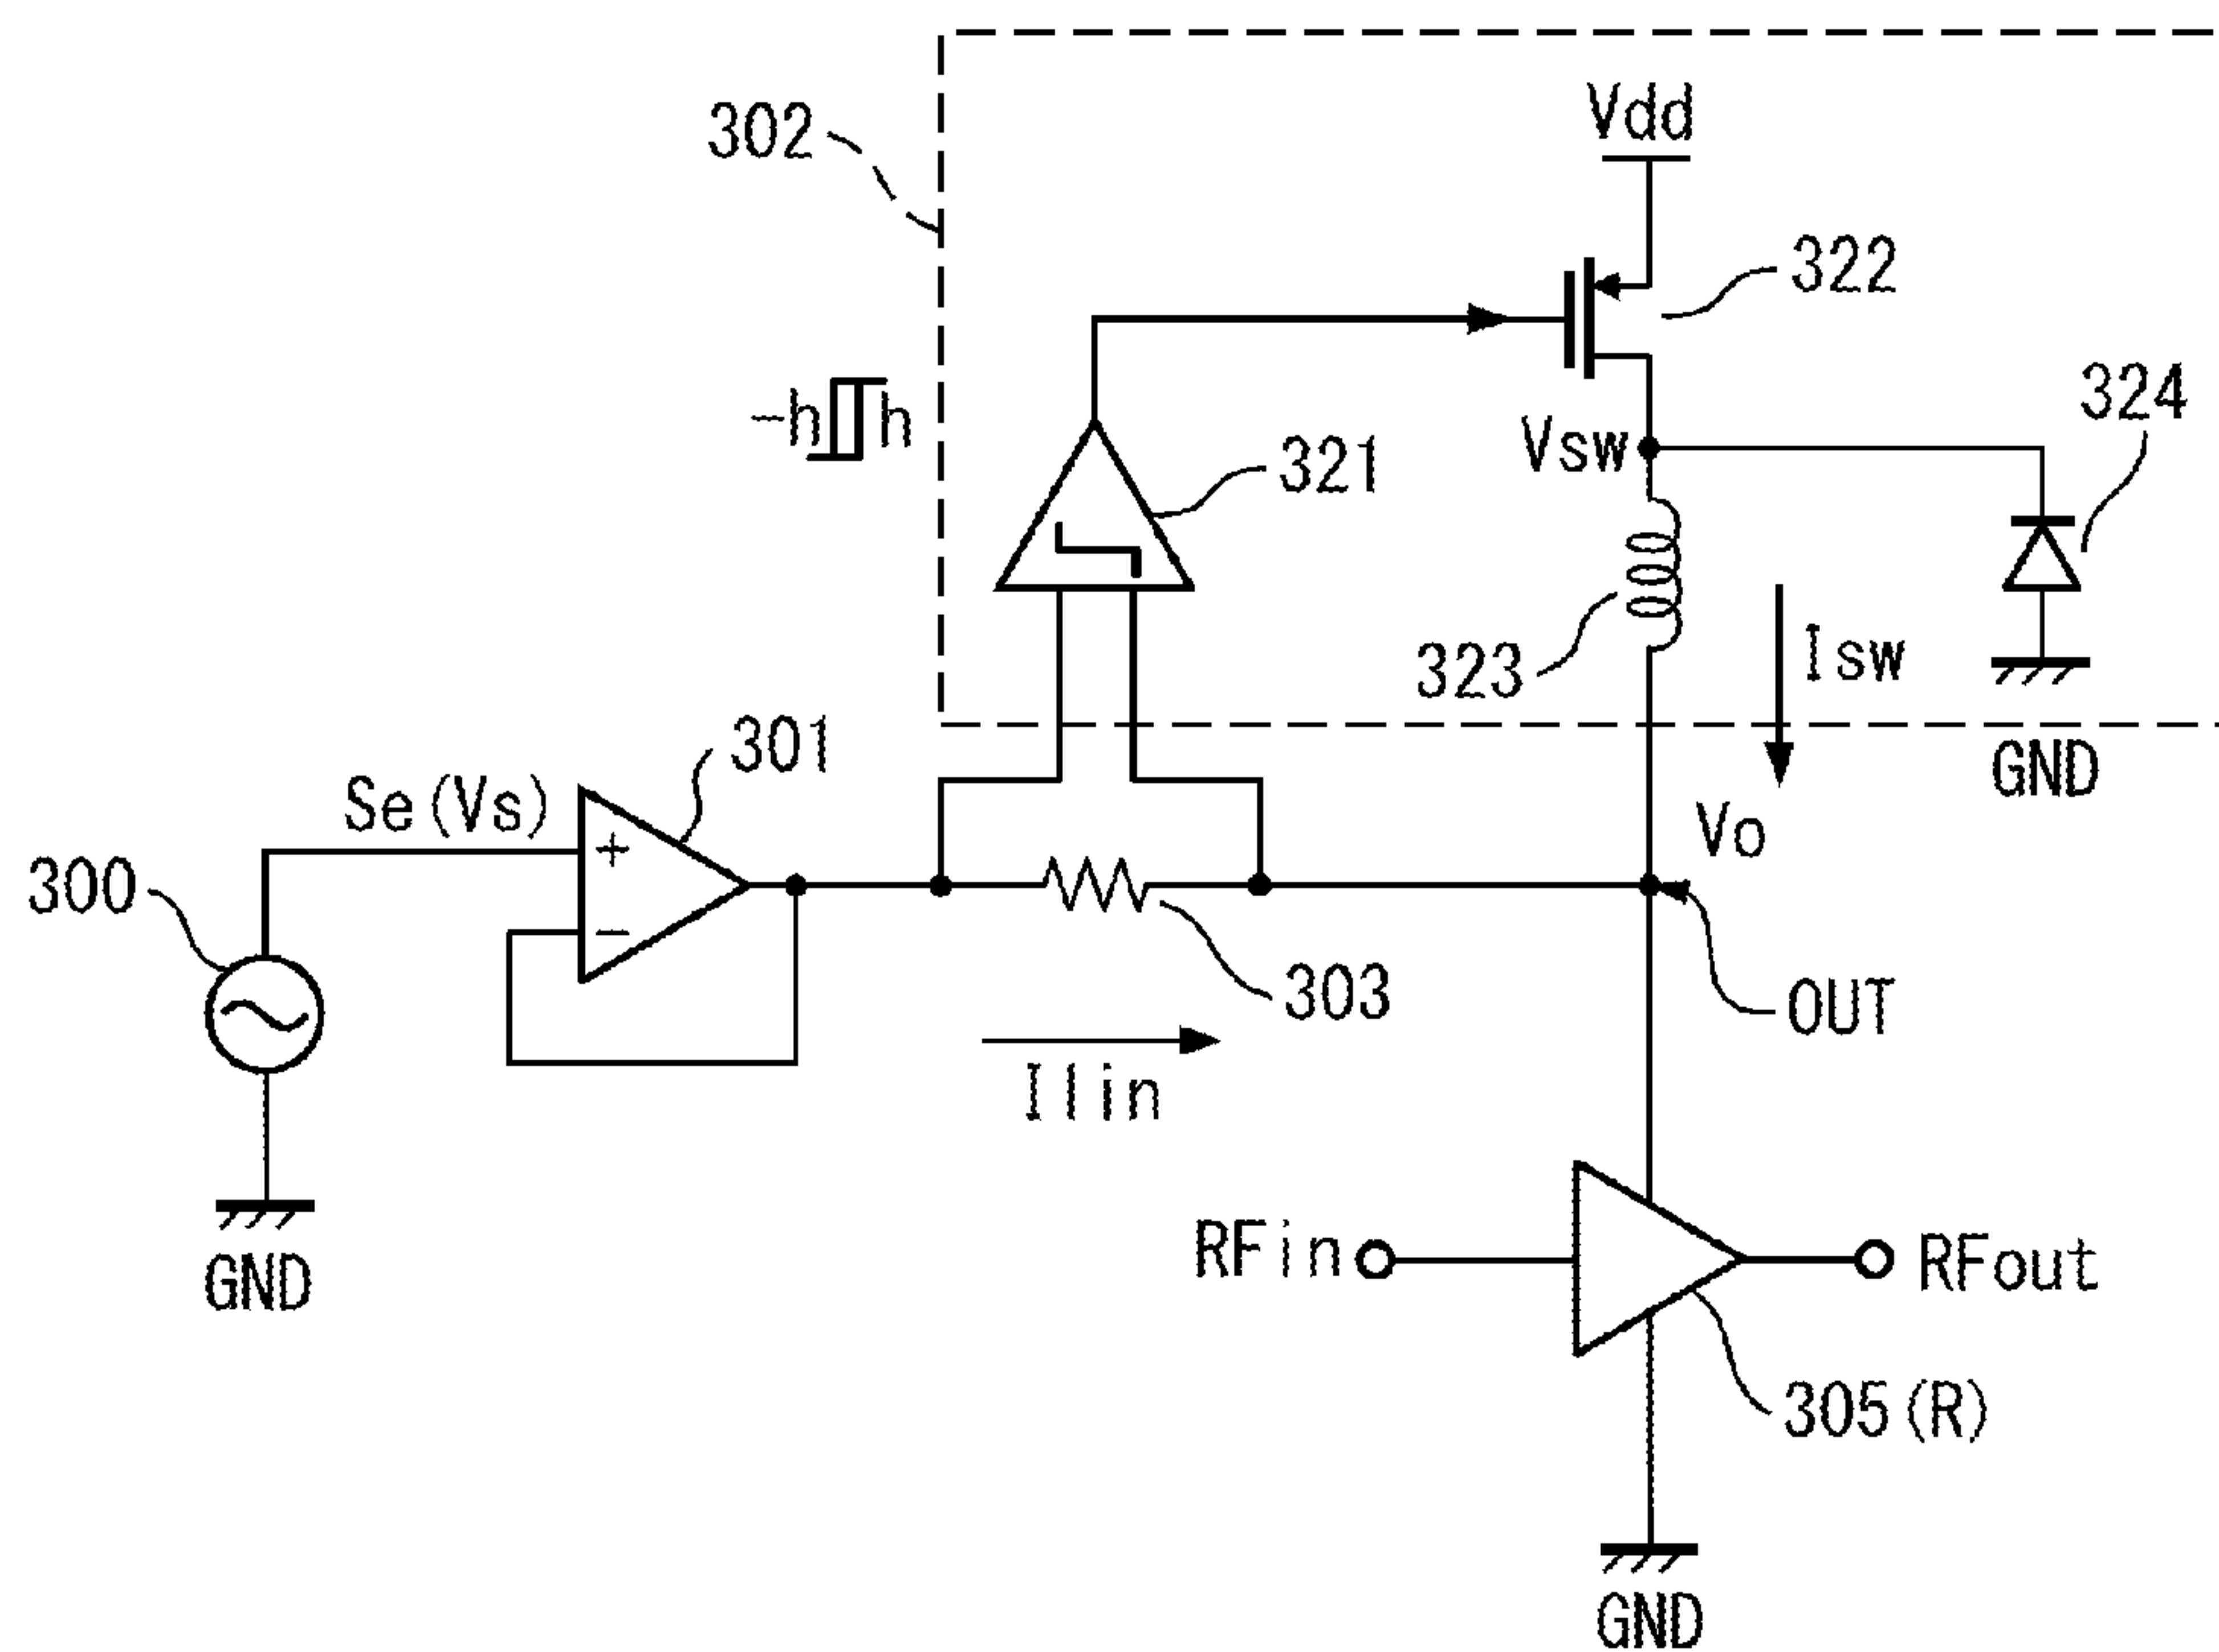 Vdd
302
322
324
-h
h
Vsw
321
Isw
323
301
GND
Se(Vs)
Vo
+
300
−
303
OUT
Ilin
RFin
RFout
GND
305(R)
GND